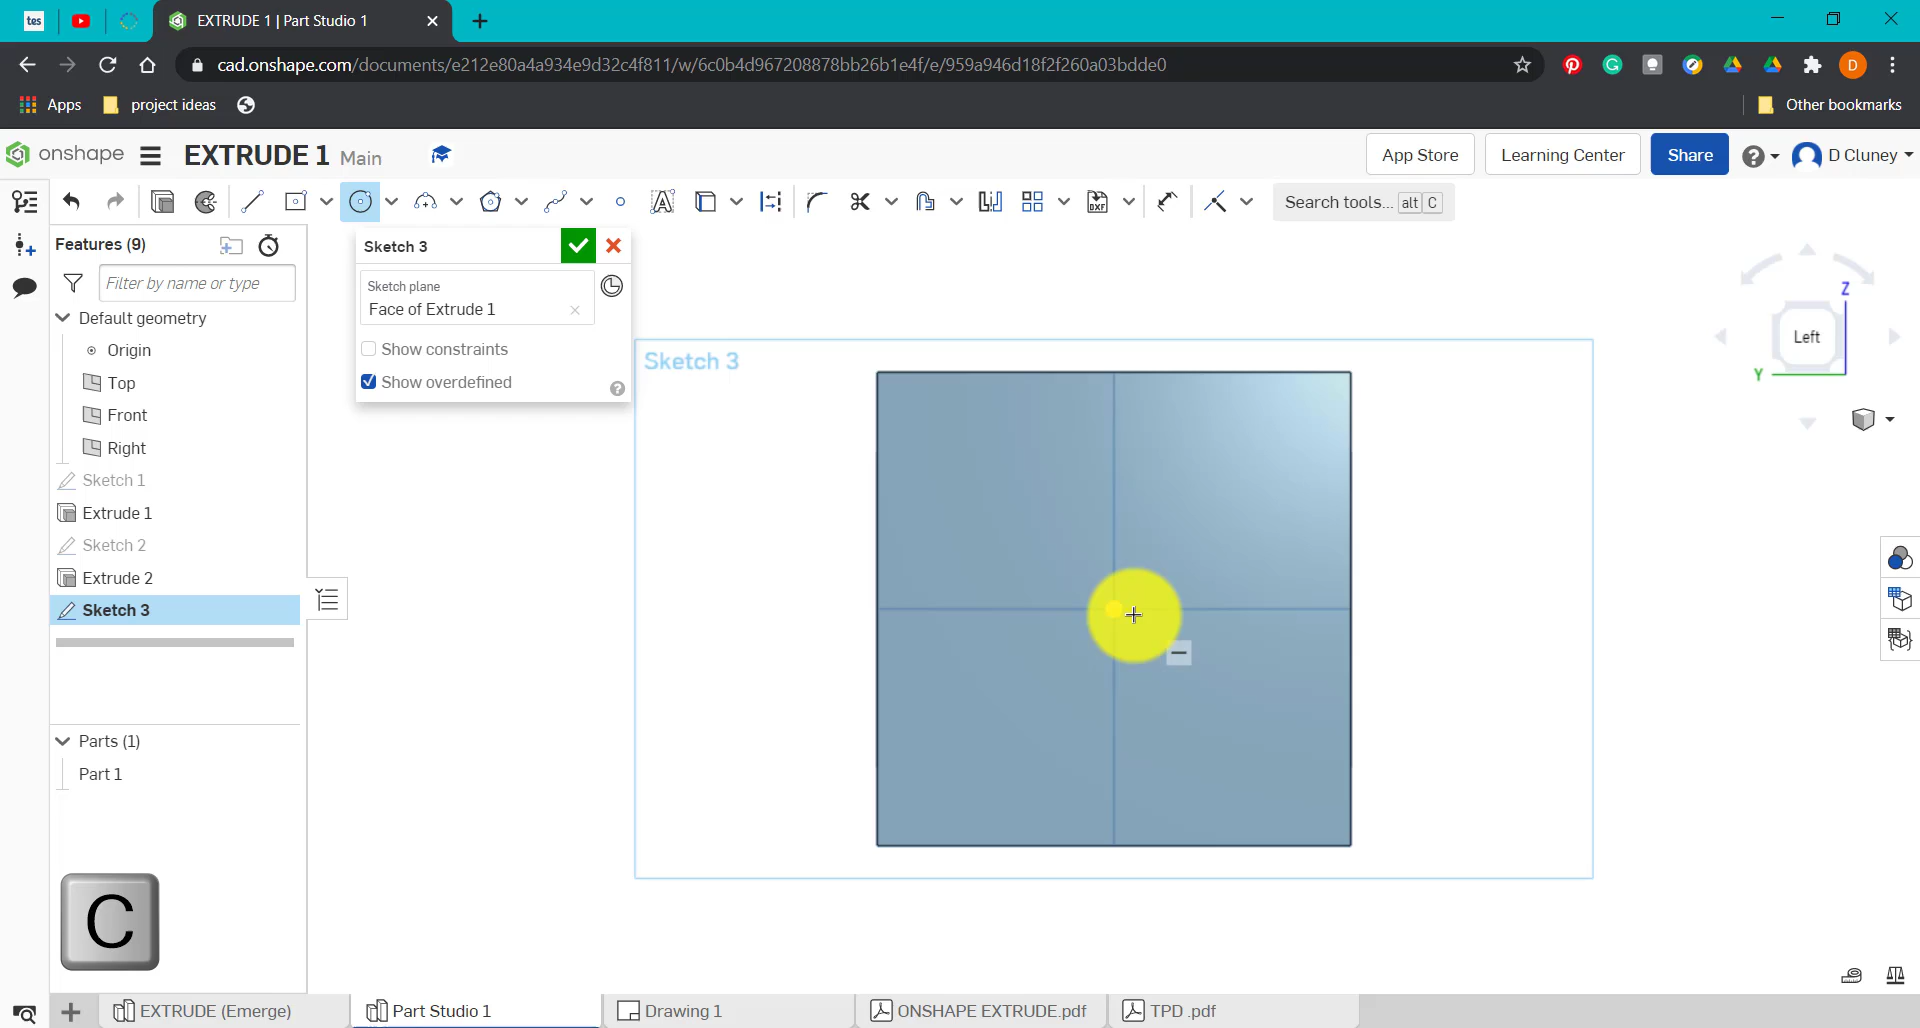 tes
EXTRUDE 1 | Part Studio 1
cad.onshape.com/documents/e212e80a4a934e9d32c4f811/w/6c0b4d967208878bb26b1e4f/e/959a946d18f2f260a03bdde0
D
Apps
project ideas
Other bookmarks
onshape
EXTRUDE 1 Main
App Store
Learning Center
Share
D Cluney
Search tools... alt C
Features (9)
Filter by name or type
Default geometry
Origin
Top
Front
Right
Sketch 1
Extrude 1
Sketch 2
Extrude 2
Sketch 3
Parts (1)
Part 1
C
Sketch 3
Sketch plane
Face of Extrude 1
Show constraints
Show overdefined
Sketch 3
Z
Left
Y
EXTRUDE (Emerge)
Part Studio 1
Drawing 1
ONSHAPE EXTRUDE.pdf
TPD .pdf